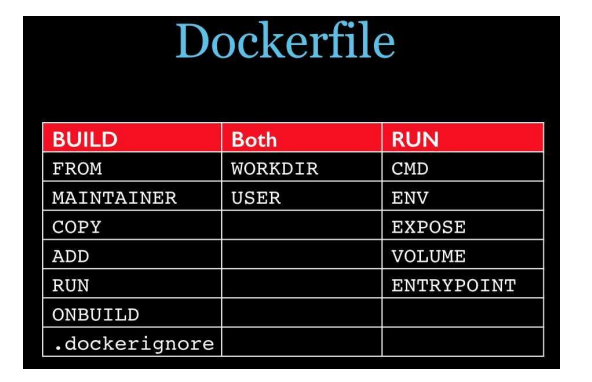 Dockerfile
BUILD Both RUN
FROM WORKDIR CMD
MAINTAINER USER ENV
COPY EXPOSE
ADD VOLUME
RUN ENTRYPOINT
ONBUILD
.dockerignore